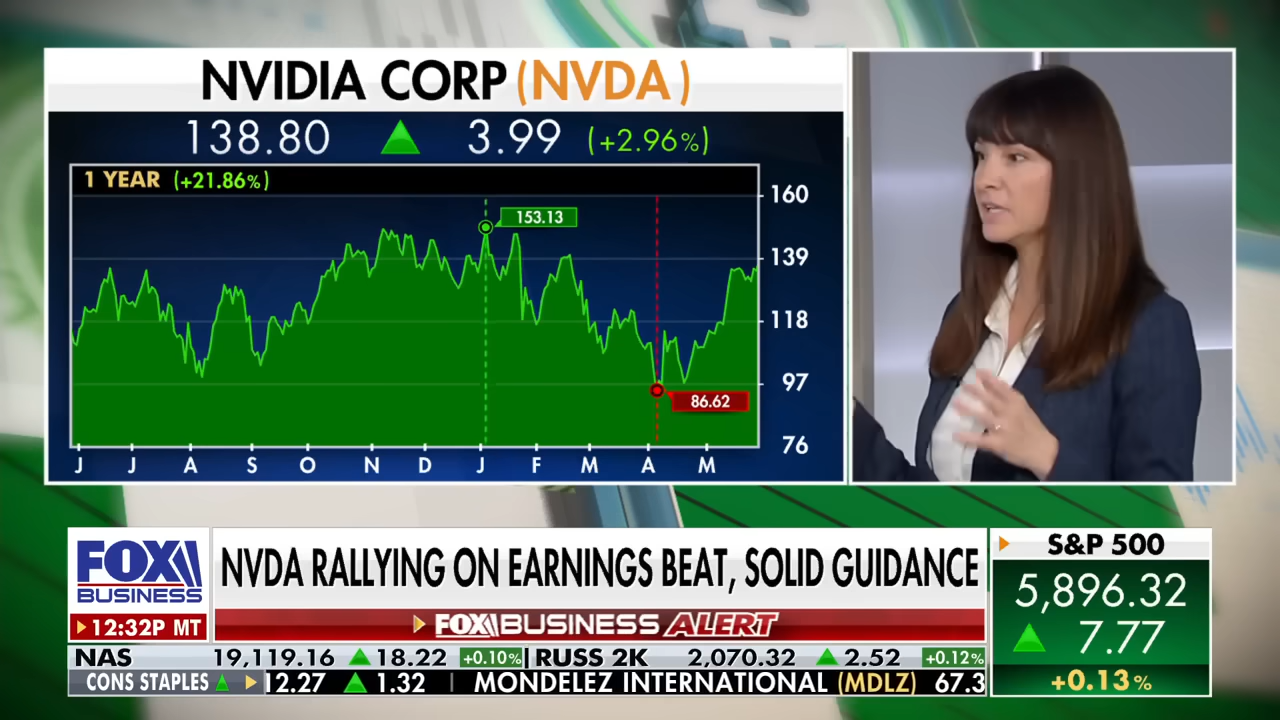 NVIDIA CORP (NVDA)
138.80 ▲ 3.99 (+2.96%)
1 YEAR (+21.86%)
160
139
118
97
76
153.13
86.62
J J A S O N D J F M A M
FOX BUSINESS
12:32P MT
NVDA RALLYING ON EARNINGS BEAT, SOLID GUIDANCE
FOX BUSINESS ALERT
S&P 500
5,896.32
▲ 7.77
+0.13%
NAS 19,119.16 ▲ 18.22 +0.10% RUSS 2K 2,070.32 ▲ 2.52 +0.12%
CONS STAPLES ▲ 12.27 ▲ 1.32 | MONDELEZ INTERNATIONAL (MDLZ) 67.3